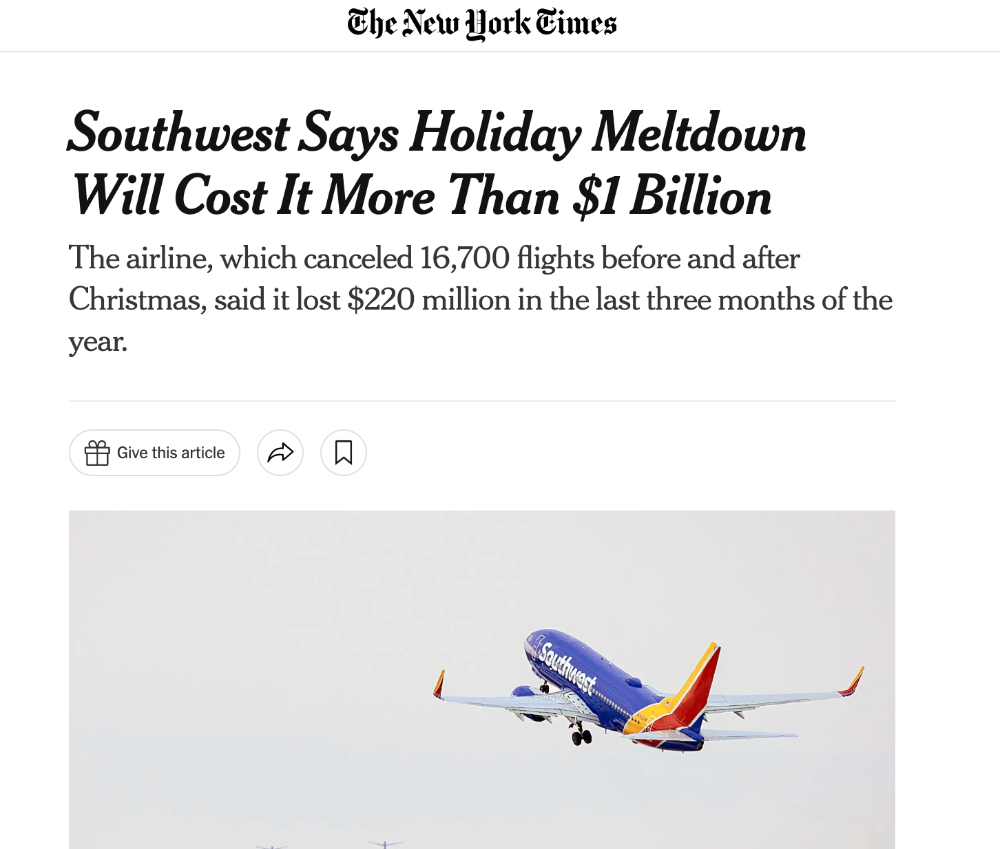 The New York Times
Southwest Says Holiday Meltdown
Will Cost It More Than $1 Billion
The airline, which canceled 16,700 flights before and after
Christmas, said it lost $220 million in the last three months of the
year.
Give this article
Southwest